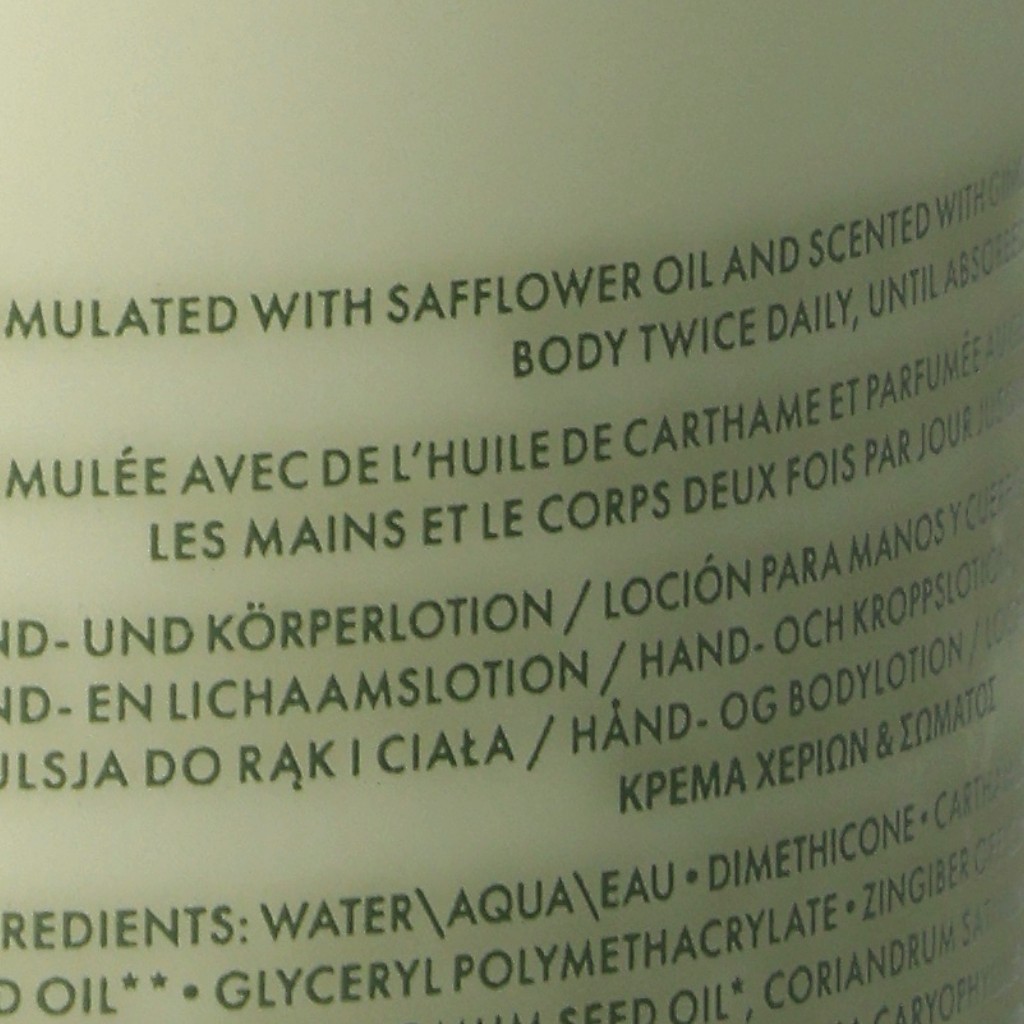 MULATED WITH SAFFLOWER OIL AND SCENTED WITH
BODY TWICE DAILY, UNTIL ABSORBED
MULÉE AVEC DE L'HUILE DE CARTHAME ET PARFUMÉE AU
LES MAINS ET LE CORPS DEUX FOIS PAR JOUR
ND- UND KÖRPERLOTION / LOCIÓN PARA MANOS Y
ND- EN LICHAAMSLOTION / HAND- OCH KROPPSLOTION
ULSJA DO RĄK I CIAŁA / HÅND- OG BODYLOTION /
ΚΡΕΜΑ ΧΕΡΙΩΝ & ΣΩΜΑΤΟΣ
REDIENTS: WATER\AQUA\EAU • DIMETHICONE •
D OIL** • GLYCERYL POLYMETHACRYLATE • ZINGIBER
SEED OIL*, CORIANDRUM